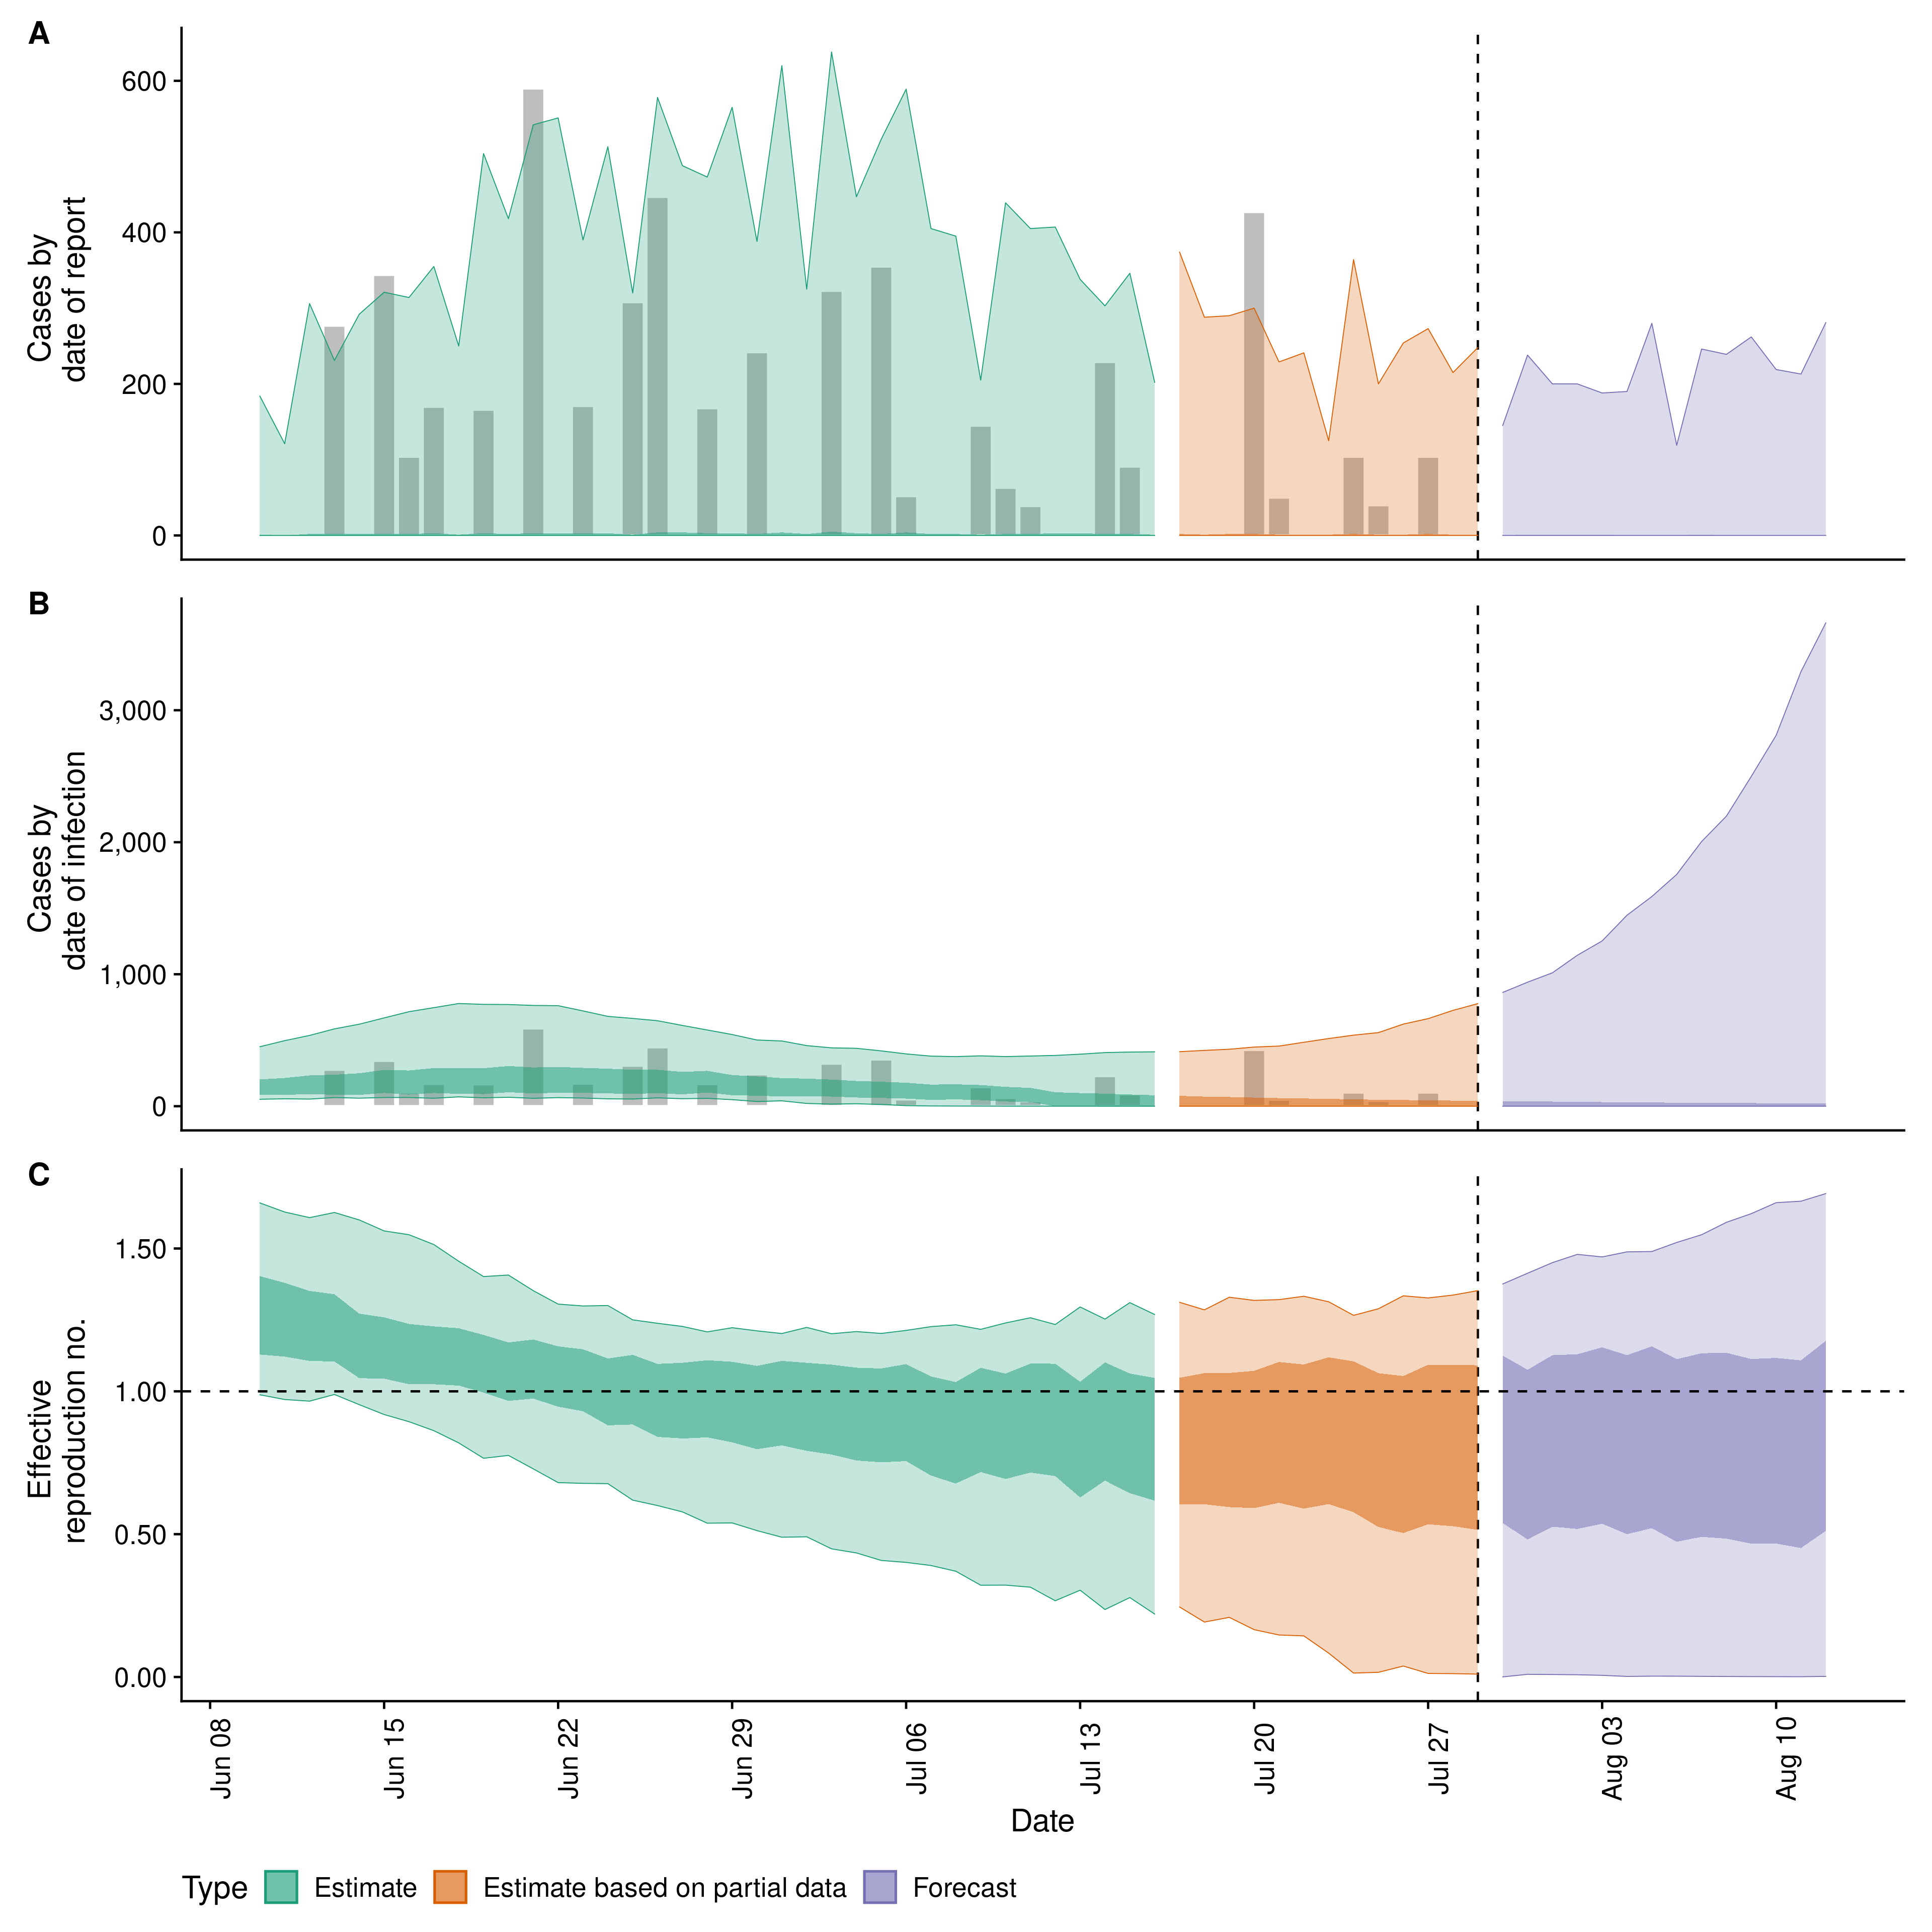 A
Cases by
date of report
600
400
200
0
B
Cases by
date of infection
3,000
2,000
1,000
0
C
Effective
reproduction no.
1.50
1.00
0.50
0.00
Jun 08
Jun 15
Jun 22
Jun 29
Jul 06
Jul 13
Jul 20
Jul 27
Aug 03
Aug 10
Date
Type Estimate Estimate based on partial data Forecast